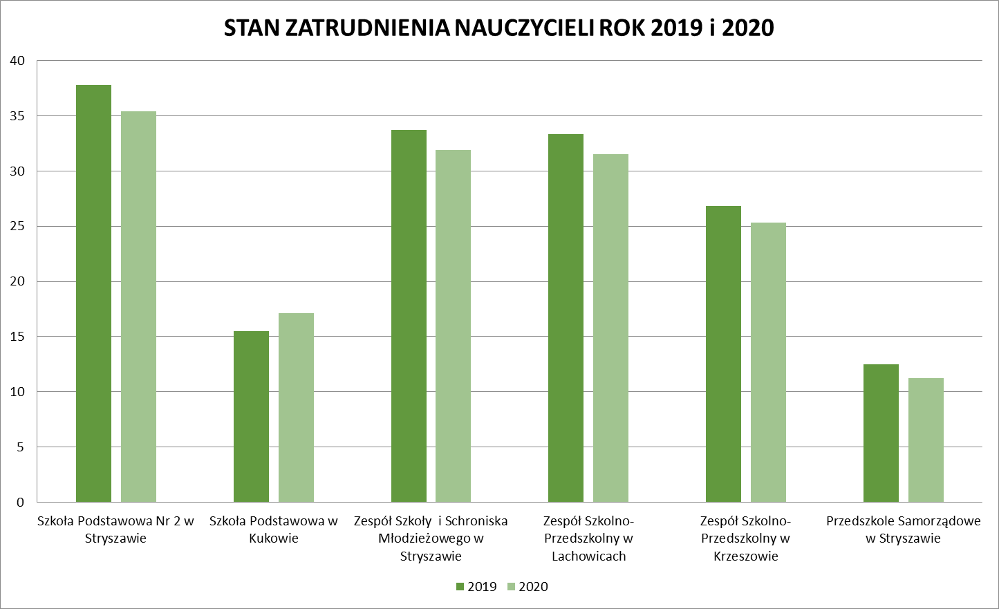 STAN ZATRUDNIENIA NAUCZYCIELI ROK 2019 i 2020
40
35
30
25
20
15
10
5
0
Szkoła Podstawowa Nr 2 w
Stryszawie
Szkoła Podstawowa w
Kukowie
Zespół Szkoły i Schroniska
Młodzieżowego w
Stryszawie
Zespół Szkolno-
Przedszkolny w
Lachowicach
Zespół Szkolno-
Przedszkolny w
Krzeszowie
Przedszkole Samorządowe
w Stryszawie
2019 2020